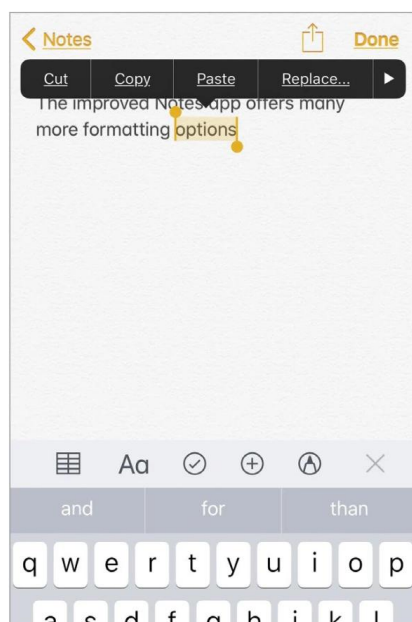 Notes Done
Cut Copy Paste Replace...
The improved Notes app offers many
more formatting options
Aa
and for than
q w e r t y u i o p
a s d f g h j k l